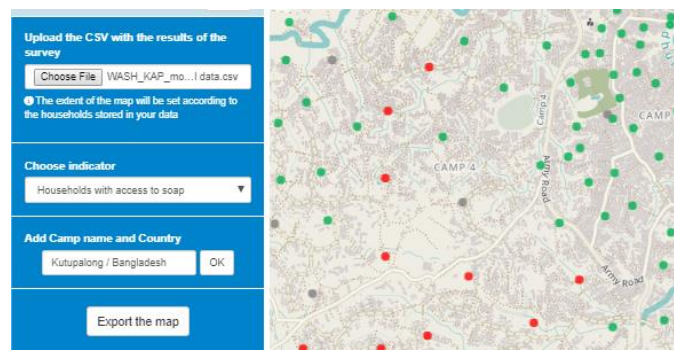 Upload the CSV with the results of the
survey
Choose File WASH_KAP_mo...l data.csv
The extent of the map will be set according to
the households stored in your data
Choose indicator
Households with access to soap
Add Camp name and Country
Kutupalong / Bangladesh OK
Export the map
Camp 4
CAMP
CAMP 4
Army Road
Army Road